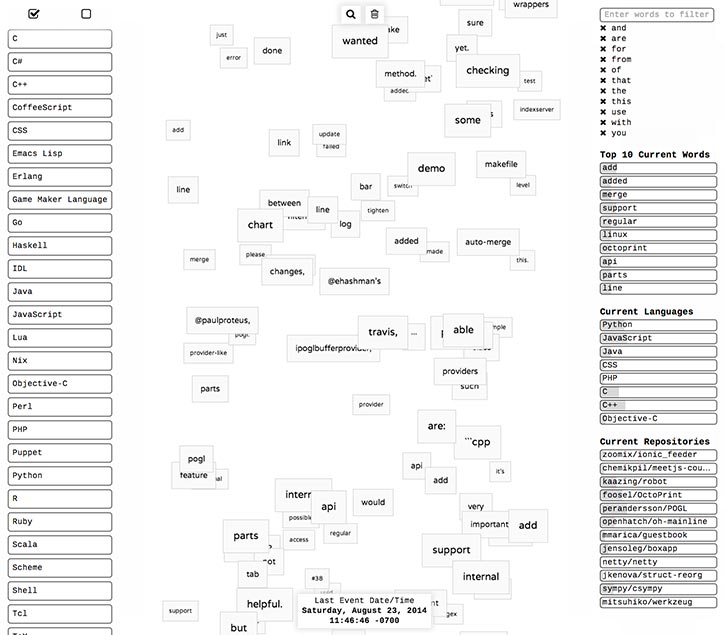 C
C#
C++
CoffeeScript
CSS
Emacs Lisp
Erlang
Game Maker Language
Go
Haskell
IDL
Java
JavaScript
Lua
Nix
Objective-C
Perl
PHP
Puppet
Python
R
Ruby
Scala
Scheme
Shell
Tcl
wrappers
sure
just
wanted
yet.
error
done
method.
checking
added
test
some
indexserver
add
link
update
failed
demo
makefile
line
bar
switch
level
between
line
tighten
chart
log
added
made
auto-merge
please
merge
this.
changes,
@ehashman's
@paulproteus,
travis,
...
able
provider-like
ipoglbufferprovider,
providers
such
parts
provider
are:
```cpp
pogl
feature
api
it's
add
intern
api
would
very
possible
important
add
parts
access
regular
not
support
tab
#38
internal
helpful.
support
but
Last Event Date/Time
Saturday, August 23, 2014
11:46:46 -0700
Enter words to filter
✖ and
✖ are
✖ for
✖ from
✖ of
✖ that
✖ the
✖ this
✖ use
✖ with
✖ you
Top 10 Current Words
add
added
merge
support
regular
linux
octoprint
api
parts
line
Current Languages
Python
JavaScript
Java
CSS
PHP
C
C++
Objective-C
Current Repositories
zoomix/ionic_feeder
chemikpil/meetjs-cou...
kaazing/robot
foosel/OctoPrint
perandersson/POGL
openhatch/oh-mainline
mmarica/guestbook
jensoleg/boxapp
netty/netty
jkenova/struct-reorg
sympy/csympy
mitsuhiko/werkzeug